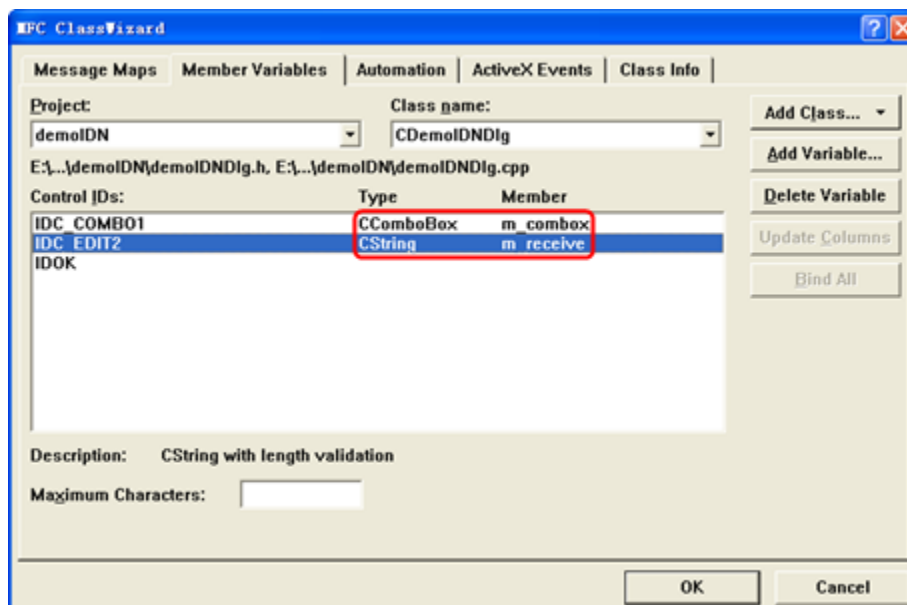 MFC ClassWizard
Message Maps Member Variables Automation ActiveX Events Class Info
Project: Class name: Add Class...
demoIDN CDemoIDNDlg
Add Variable...
E:\...\demoIDN\demoIDNDlg.h, E:\...\demoIDN\demoIDNDlg.cpp
Control IDs: Type Member Delete Variable
IDC_COMBO1 CComboBox m_combox
IDC_EDIT2 CString m_receive Update Columns
IDOK
Bind All
Description: CString with length validation
Maximum Characters:
OK Cancel